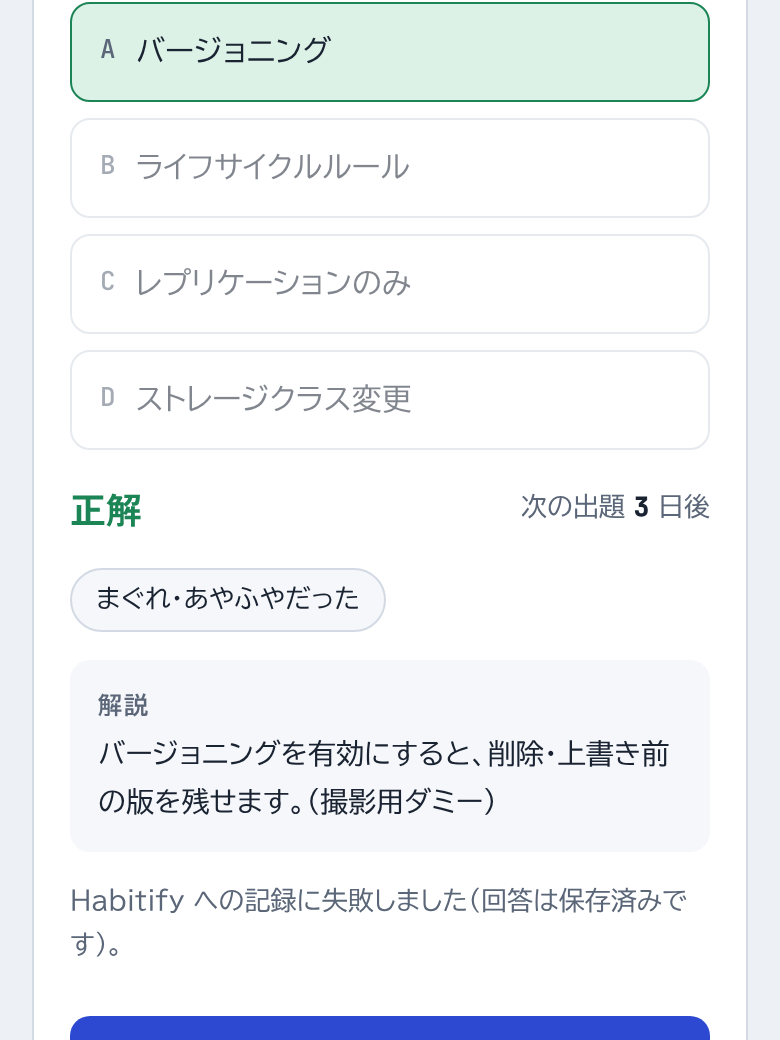 A バージョニング
B ライフサイクルルール
C レプリケーションのみ
D ストレージクラス変更
正解 次の出題 3 日後
まぐれ・あやふやだった
解説
バージョニングを有効にすると、削除・上書き前
の版を残せます。（撮影用ダミー）
Habitify への記録に失敗しました（回答は保存済みで
す）。